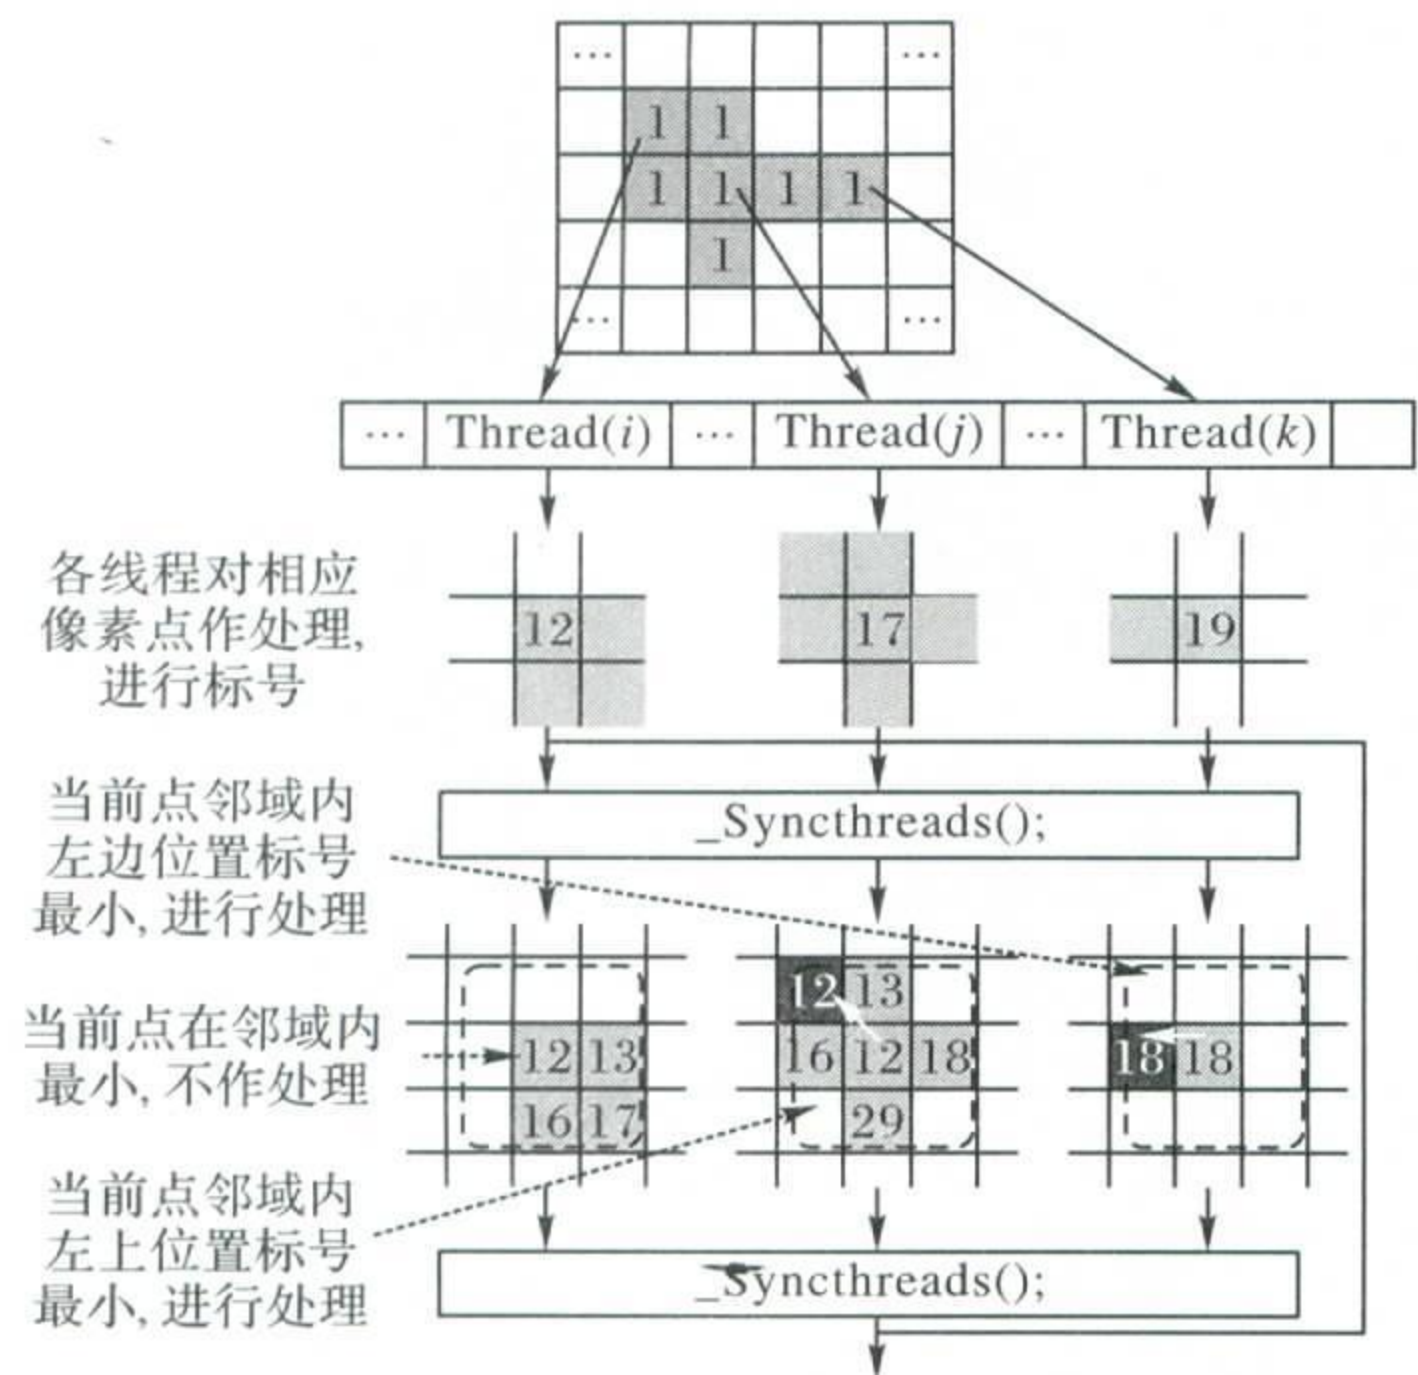 … …
1 1
1 1 1 1
1
… …
… Thread(i) … Thread(j) … Thread(k)
各线程对相应
像素点作处理,
进行标号
12 17 19
当前点邻域内
左边位置标号
最小, 进行处理
_Syncthreads();
当前点在邻域内
最小, 不作处理
12 13
16 17
12 13
16 12 18
29
18 18
当前点邻域内
左上位置标号
最小, 进行处理
_Syncthreads();